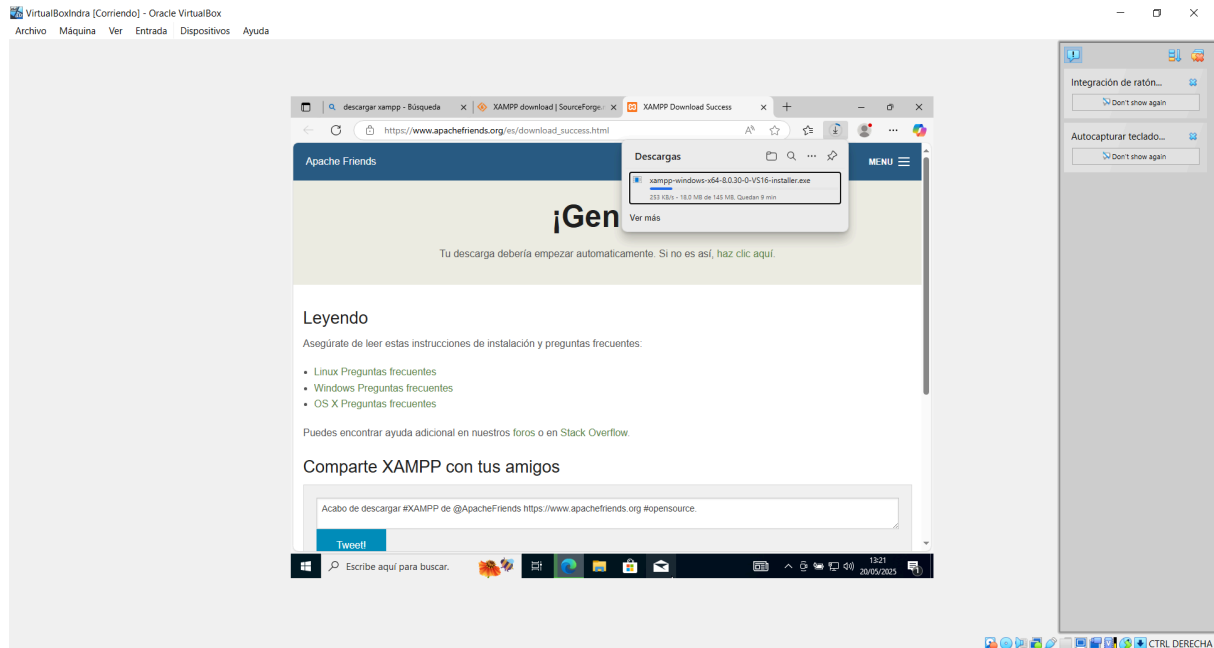 VirtualBoxIndra [Corriendo] - Oracle VirtualBox
Archivo Máquina Ver Entrada Dispositivos Ayuda
Integración de ratón...
Don't show again
Autocapturar teclado...
Don't show again
descargar xampp - Búsqueda
XAMPP download | SourceForge.
XAMPP Download Success
https://www.apachefriends.org/es/download_success.html
Apache Friends
MENU
Descargas
xampp-windows-x64-8.0.30-0-VS16-installer.exe
253 KB/s - 18,0 MB de 145 MB, Quedan 9 min
Ver más
¡Gen
Tu descarga debería empezar automaticamente. Si no es así, haz clic aquí.
Leyendo
Asegúrate de leer estas instrucciones de instalación y preguntas frecuentes:
• Linux Preguntas frecuentes
• Windows Preguntas frecuentes
• OS X Preguntas frecuentes
Puedes encontrar ayuda adicional en nuestros foros o en Stack Overflow.
Comparte XAMPP con tus amigos
Acabo de descargar #XAMPP de @ApacheFriends https://www.apachefriends.org #opensource.
Tweet!
Escribe aquí para buscar.
13:21
20/05/2025
CTRL DERECHA